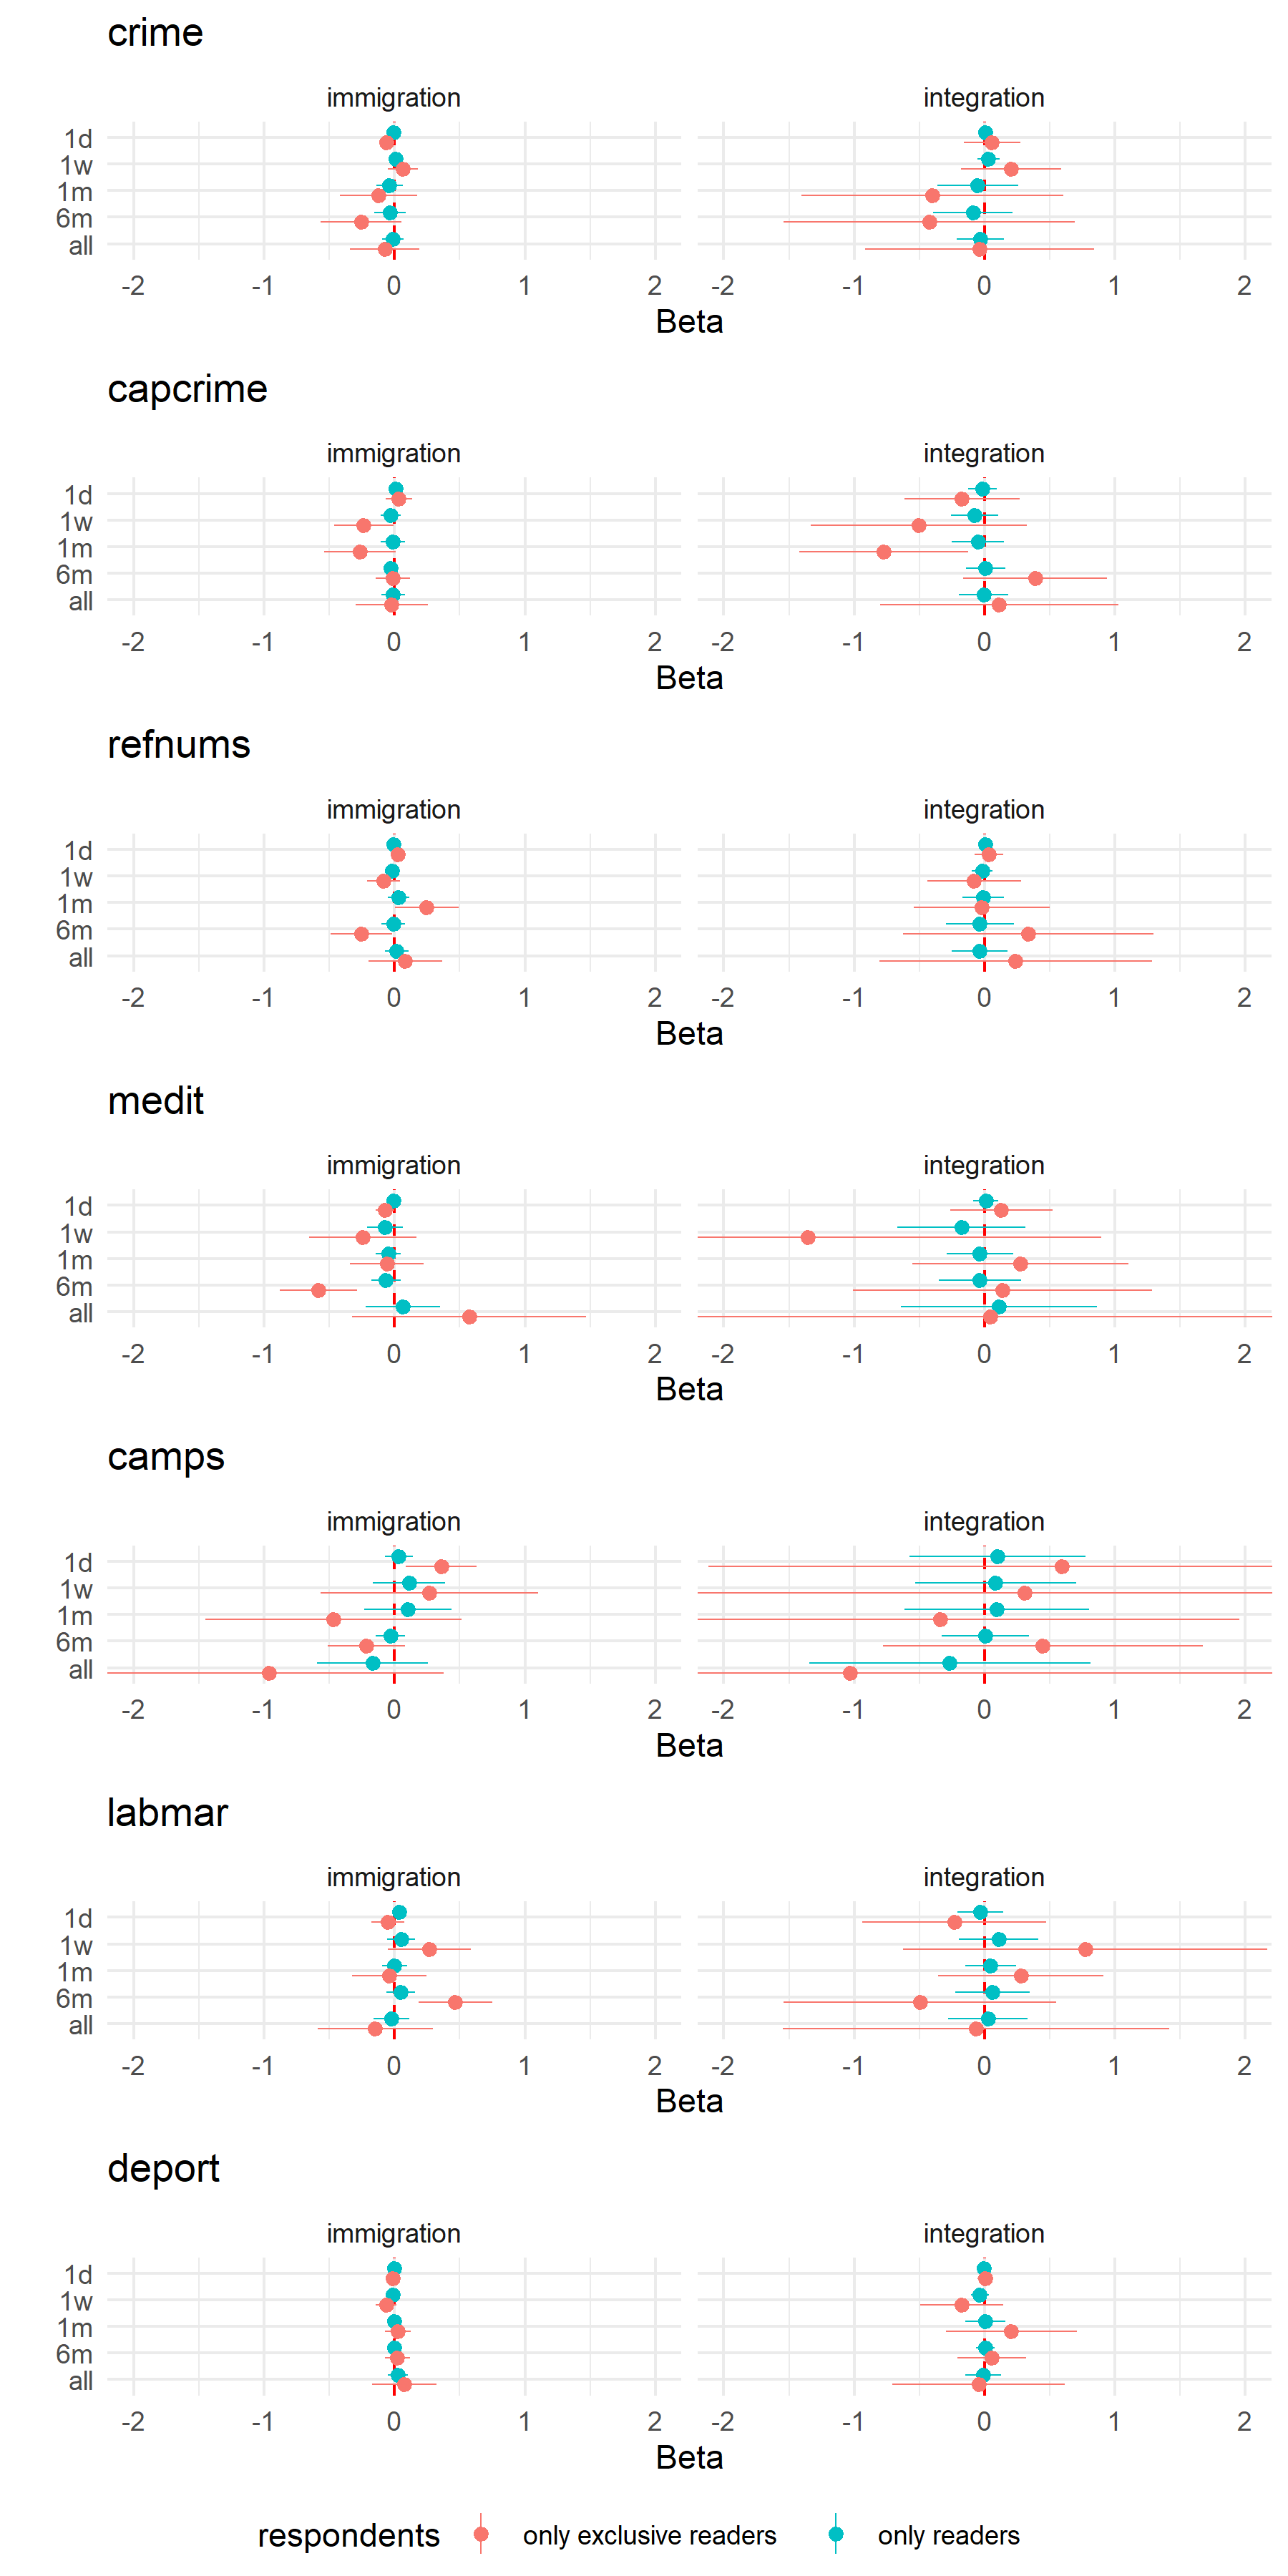 crime
immigration integration
1d
1w
1m
6m
all
-2 -1 0 1 2 -2 -1 0 1 2
Beta
capcrime
immigration integration
1d
1w
1m
6m
all
-2 -1 0 1 2 -2 -1 0 1 2
Beta
refnums
immigration integration
1d
1w
1m
6m
all
-2 -1 0 1 2 -2 -1 0 1 2
Beta
medit
immigration integration
1d
1w
1m
6m
all
-2 -1 0 1 2 -2 -1 0 1 2
Beta
camps
immigration integration
1d
1w
1m
6m
all
-2 -1 0 1 2 -2 -1 0 1 2
Beta
labmar
immigration integration
1d
1w
1m
6m
all
-2 -1 0 1 2 -2 -1 0 1 2
Beta
deport
immigration integration
1d
1w
1m
6m
all
-2 -1 0 1 2 -2 -1 0 1 2
Beta
respondents only exclusive readers only readers